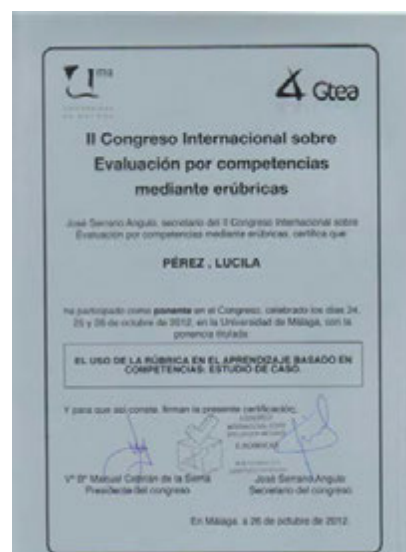 uma
Gtea
II Congreso Internacional sobre
Evaluación por competencias
mediante erúbricas
José Serrano Angulo, secretario del II Congreso Internacional sobre
Evaluación por competencias mediante erúbricas, certifica que
PÉREZ , LUCILA
ha participado como ponente en el Congreso, celebrado los días 24,
25 y 26 de octubre de 2012, en la Universidad de Málaga, con la
ponencia titulada
EL USO DE LA RÚBRICA EN EL APRENDIZAJE BASADO EN
COMPETENCIAS: ESTUDIO DE CASO.
Y para que así conste, firman la presente certificación,
Vº Bº Manuel Cebrián de la Serna
José Serrano Angulo
Presidente del congreso
Secretario del congreso
En Málaga, a 26 de octubre de 2012.